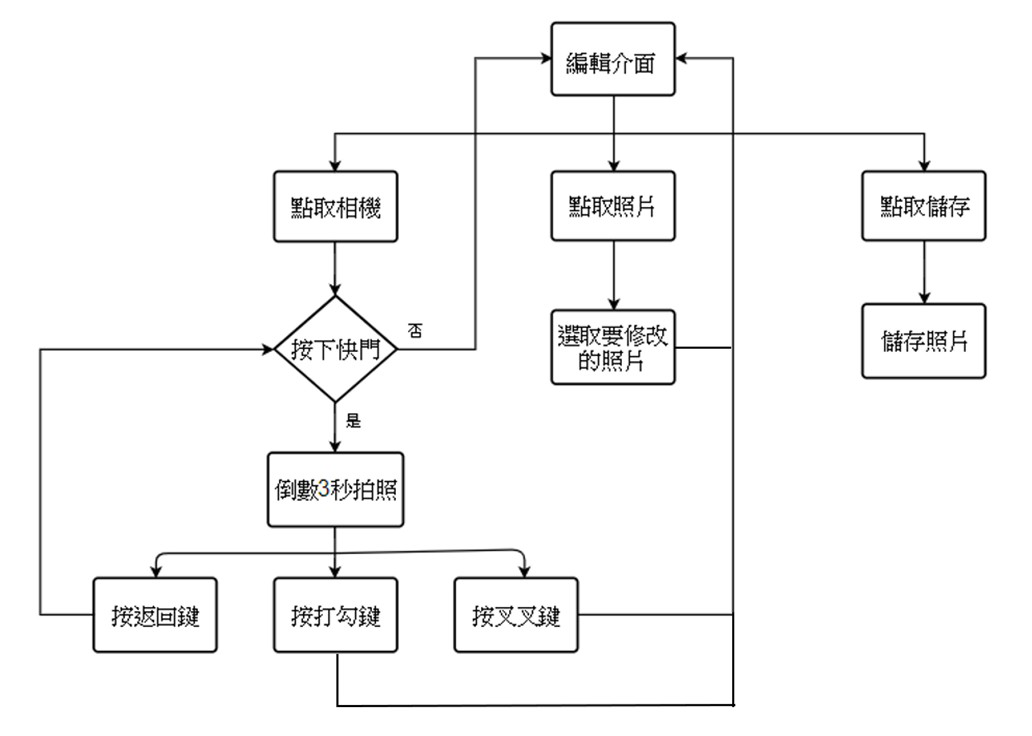 編輯介面
點取相機
點取照片
點取儲存
按下快門
否
選取要修改
的照片
儲存照片
是
倒數3秒拍照
按返回鍵
按打勾鍵
按叉叉鍵